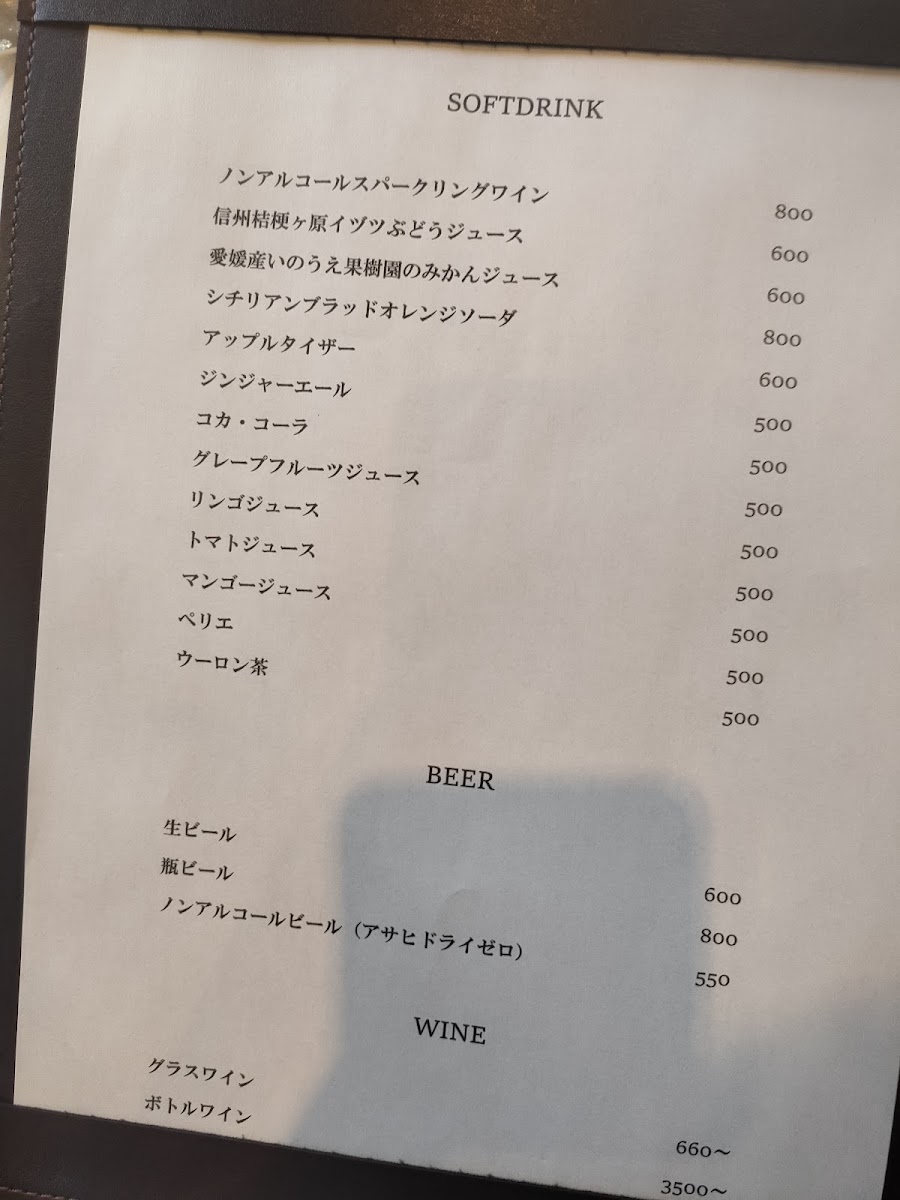 SOFTDRINK
ノンアルコールスパークリングワイン 800
信州桔梗ヶ原イヅツぶどうジュース 600
愛媛産いのうえ果樹園のみかんジュース 600
シチリアンブラッドオレンジソーダ 800
アップルタイザー 600
ジンジャーエール 500
コカ・コーラ 500
グレープフルーツジュース 500
リンゴジュース 500
トマトジュース 500
マンゴージュース 500
ペリエ 500
ウーロン茶 500
BEER
生ビール 600
瓶ビール 800
ノンアルコールビール（アサヒドライゼロ） 550
WINE
グラスワイン 660〜
ボトルワイン 3500〜